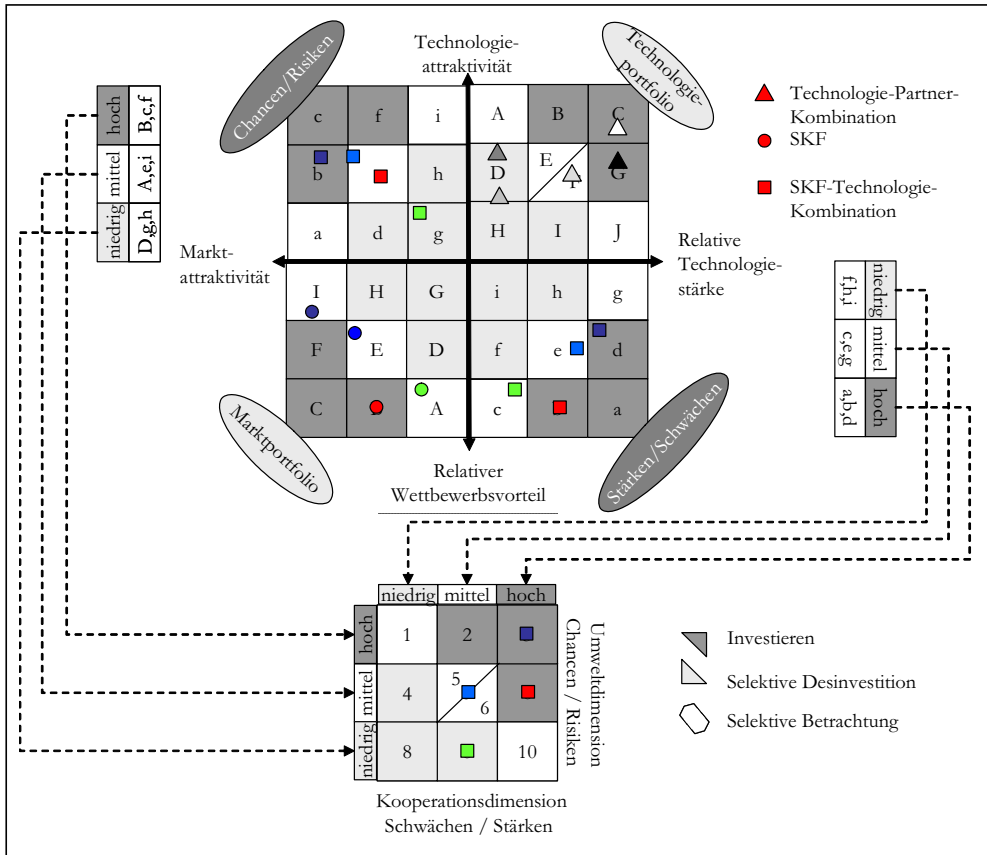 Technologie-
attraktivität
Chancen/Risiken
Technologie-
portfolio
c f i A B C
b h D E G
a d g H I J
I H G i h g
F E D f e d
C A c a
hoch B,c,f
mittel A,e,i
niedrig D,g,h
Markt-
attraktivität
Relative
Technologie-
stärke
Technologie-Partner-
Kombination
SKF
SKF-Technologie-
Kombination
niedrig f,h,i
mittel c,e,g
hoch a,b,d
Marktportfolio
Stärken/Schwächen
Relativer
Wettbewerbsvorteil
niedrig mittel hoch
hoch 1 2
mittel 4 5 6
niedrig 8 10
Umweltdimension
Chancen / Risiken
Kooperationsdimension
Schwächen / Stärken
Investieren
Selektive Desinvestition
Selektive Betrachtung